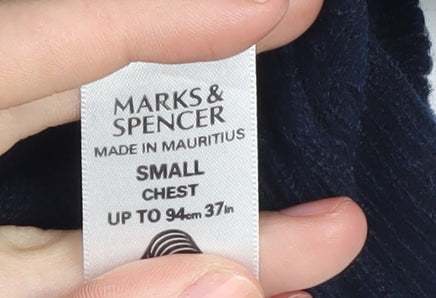 MARKS &
SPENCER
MADE IN MAURITIUS
SMALL
CHEST
UP TO 94cm 37in